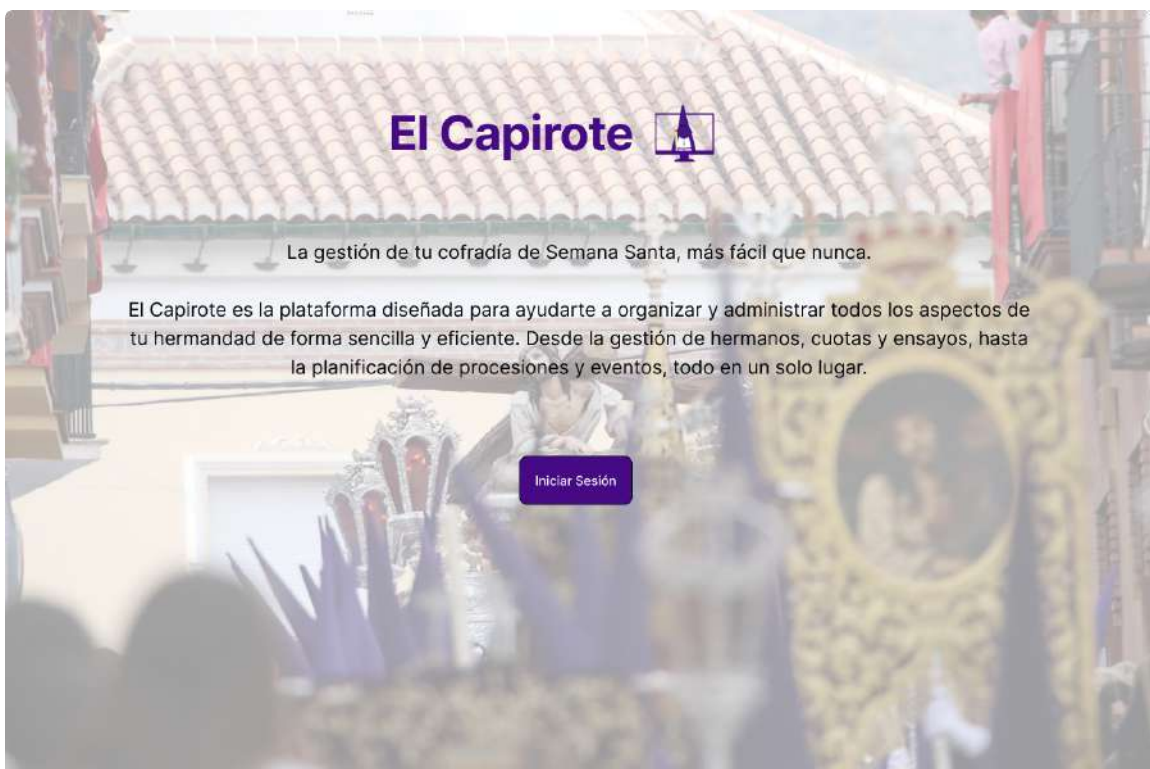 El Capirote
La gestión de tu cofradía de Semana Santa, más fácil que nunca.
El Capirote es la plataforma diseñada para ayudarte a organizar y administrar todos los aspectos de
tu hermandad de forma sencilla y eficiente. Desde la gestión de hermanos, cuotas y ensayos, hasta
la planificación de procesiones y eventos, todo en un solo lugar.
Iniciar Sesión